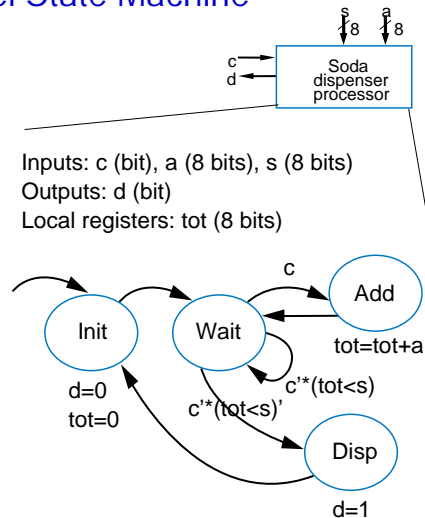 el State Machine
s a
8 8
c
d
Soda
dispenser
processor
Inputs: c (bit), a (8 bits), s (8 bits)
Outputs: d (bit)
Local registers: tot (8 bits)
c
Add
Init
Wait
tot=tot+a
c'*(tot<s)
d=0
tot=0
c'*(tot<s)'
Disp
d=1